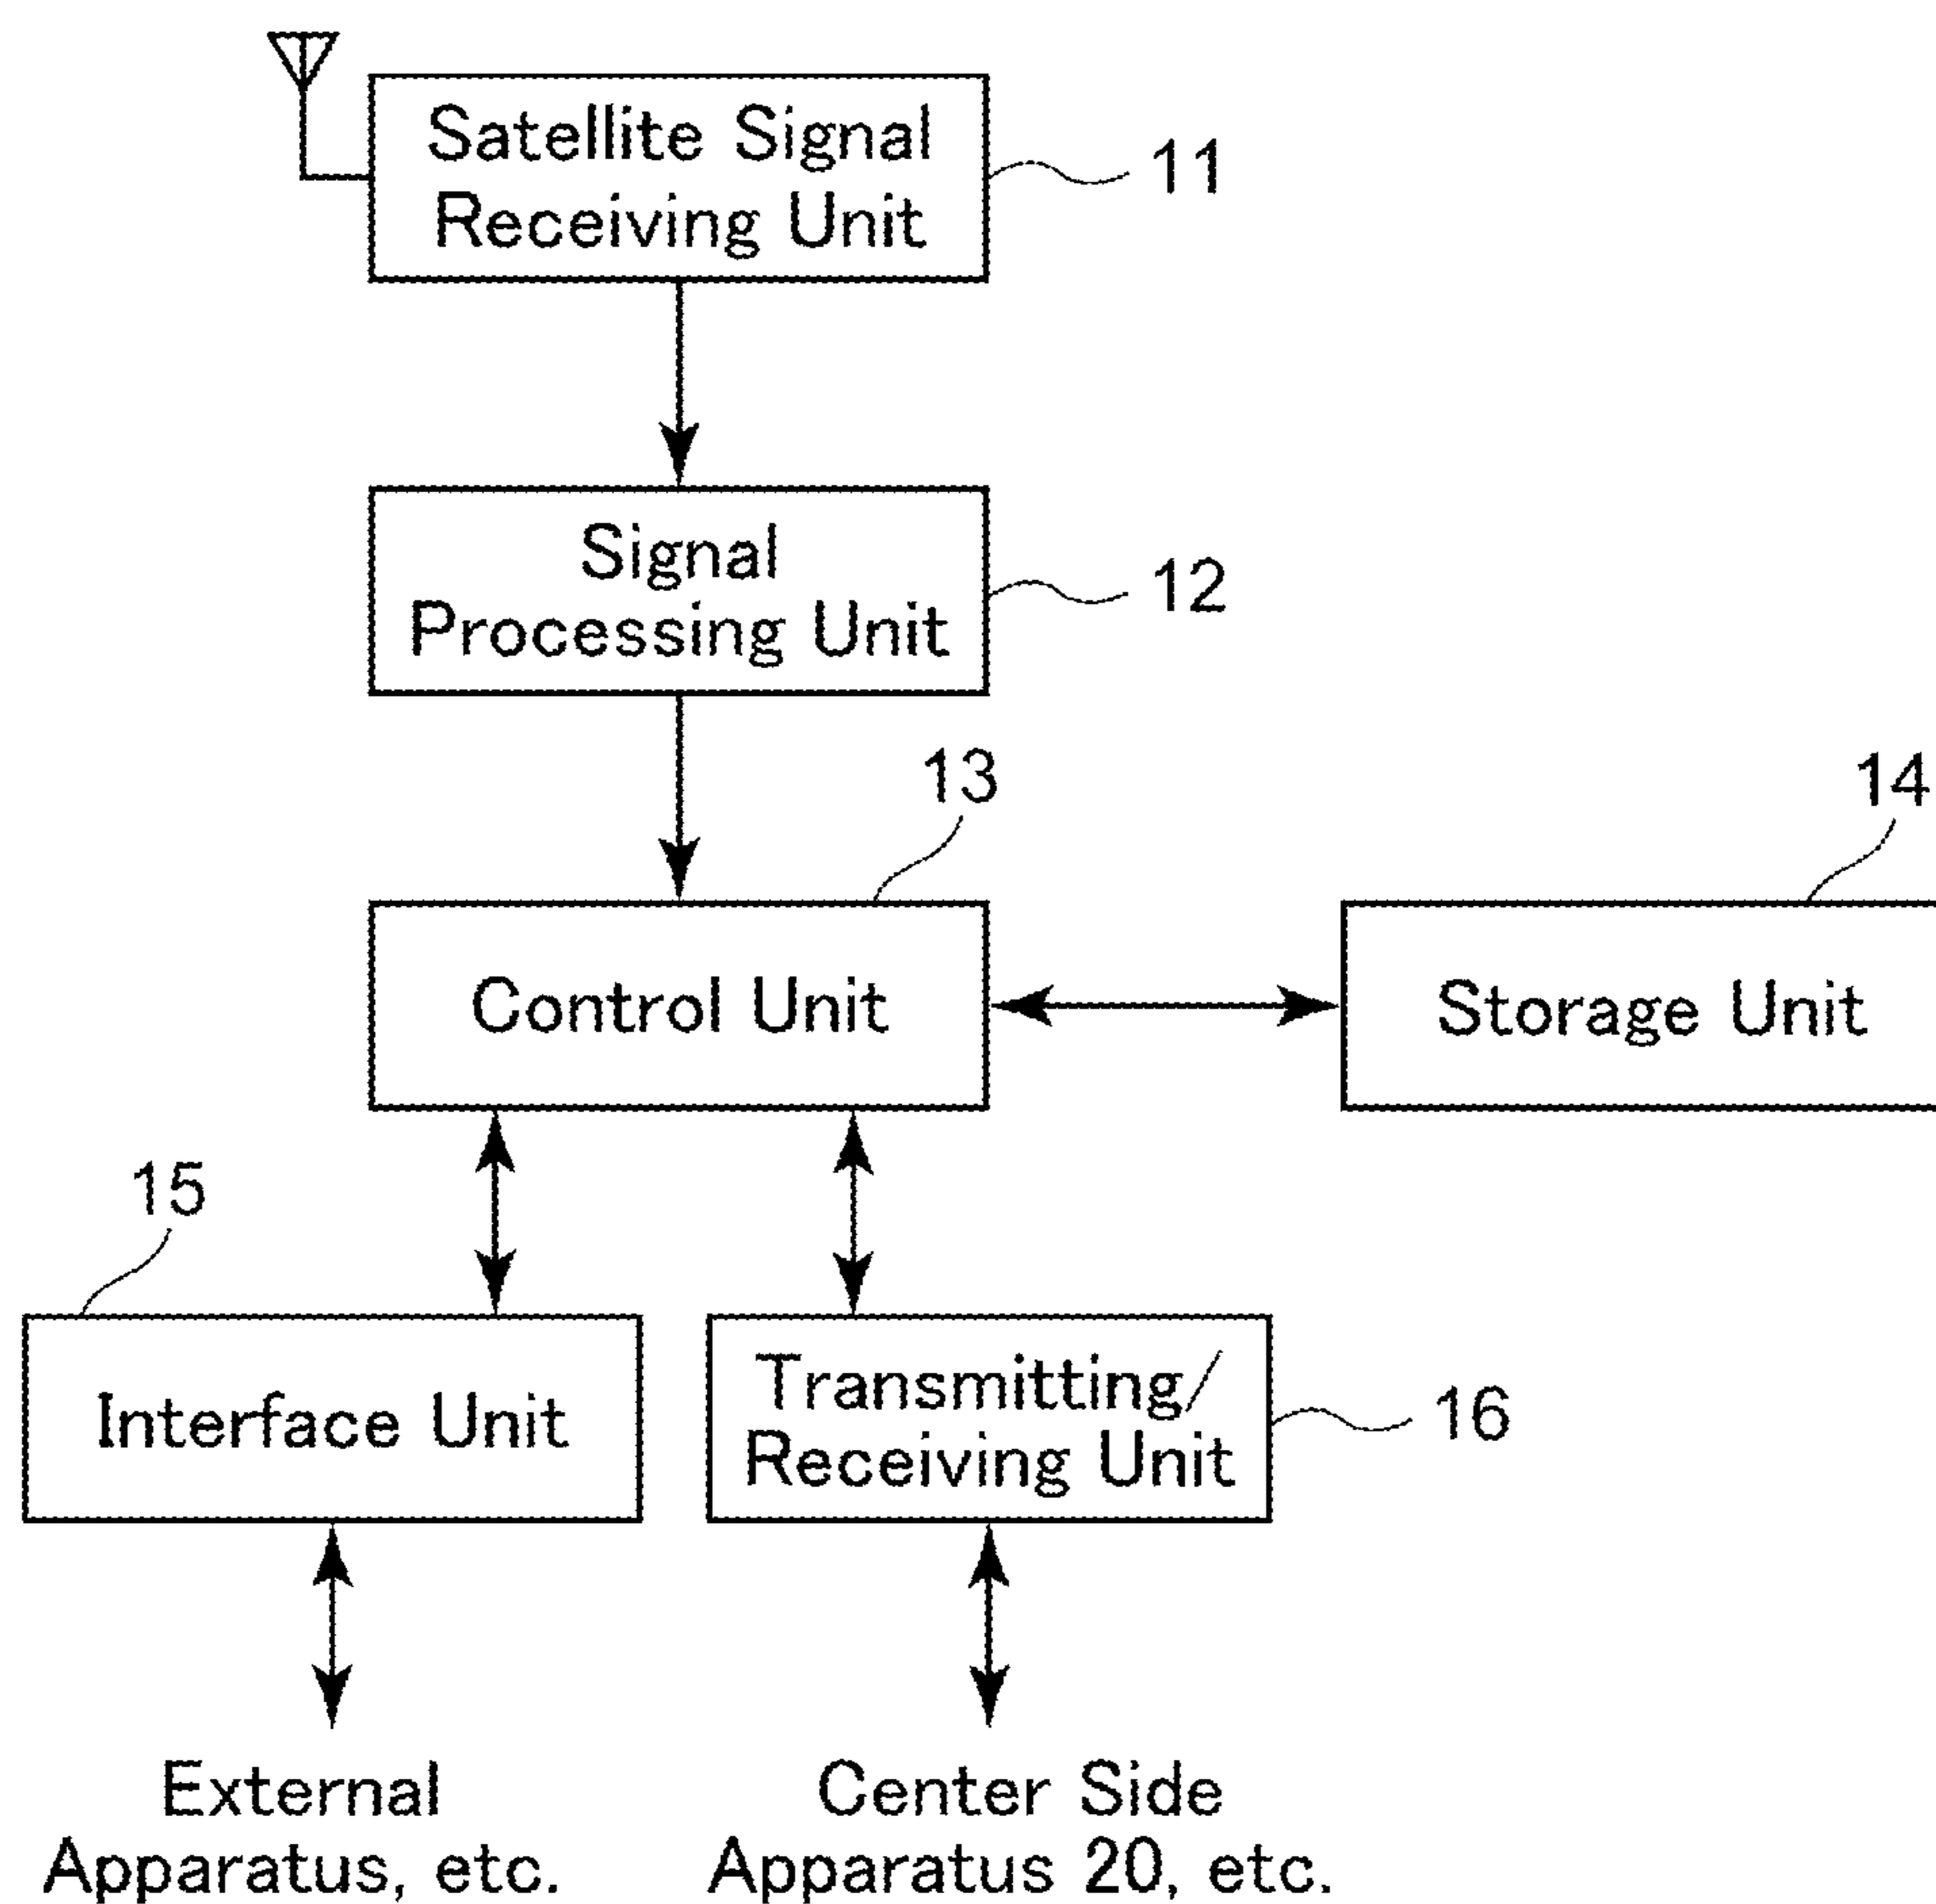 Satellite Signal
Receiving Unit
11
Signal
Processing Unit
12
13
14
Control Unit
Storage Unit
15
Interface Unit
Transmitting/
Receiving Unit
16
External
Apparatus, etc.
Center Side
Apparatus 20, etc.